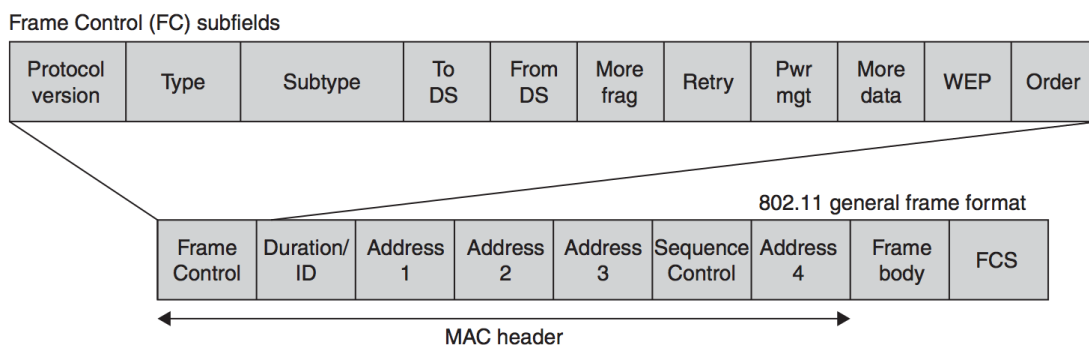 Frame Control (FC) subfields
Protocol
version
Type
Subtype
To
DS
From
DS
More
frag
Retry
Pwr
mgt
More
data
WEP
Order
802.11 general frame format
Frame
Control
Duration/
ID
Address
1
Address
2
Address
3
Sequence
Control
Address
4
Frame
body
FCS
MAC header